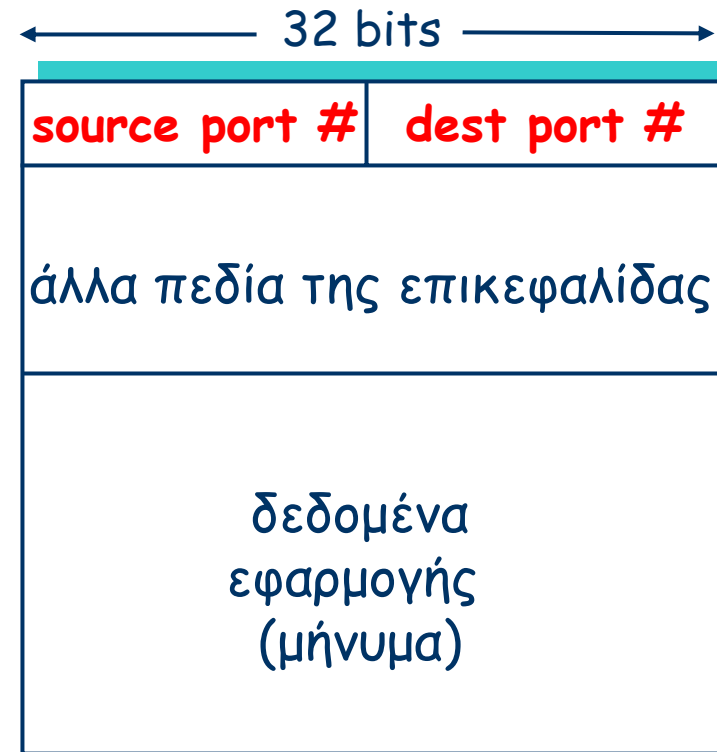 32 bits
source port # dest port #
άλλα πεδία της επικεφαλίδας
δεδομένα
εφαρμογής
(μήνυμα)